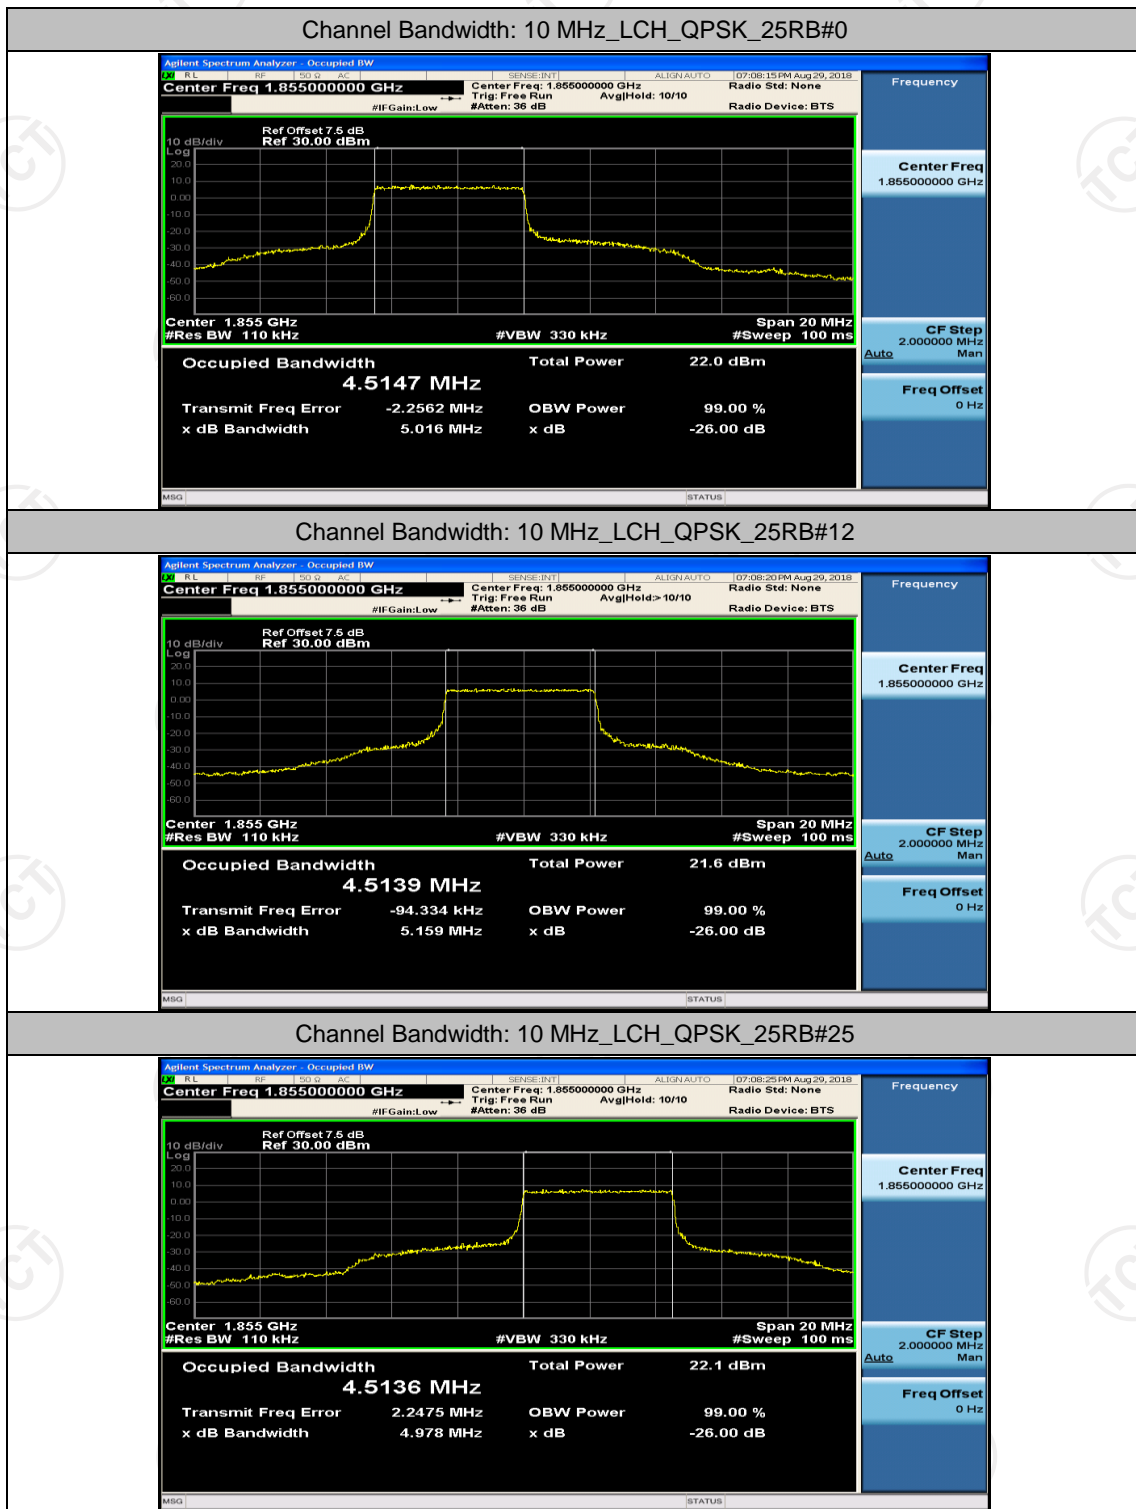 Channel Bandwidth: 10 MHz_LCH_QPSK_25RB#0
Agilent Spectrum Analyzer - Occupied BW
LXI RL RF 50 Ω AC SENSE:INT ALIGN AUTO 07:08:15 PM Aug 29, 2018
Center Freq 1.855000000 GHz Center Freq: 1.855000000 GHz Radio Std: None Frequency
Trig: Free Run Avg|Hold: 10/10
#IFGain:Low #Atten: 36 dB Radio Device: BTS
Ref Offset 7.5 dB
10 dB/div Ref 30.00 dBm
Log
20.0
10.0
0.00
-10.0
-20.0
-30.0
-40.0
-50.0
-60.0
Center Freq
1.855000000 GHz
Center 1.855 GHz Span 20 MHz
#Res BW 110 kHz #VBW 330 kHz #Sweep 100 ms
CF Step
2.000000 MHz
Auto Man
Occupied Bandwidth Total Power 22.0 dBm
4.5147 MHz
Freq Offset
0 Hz
Transmit Freq Error -2.2562 MHz OBW Power 99.00 %
x dB Bandwidth 5.016 MHz x dB -26.00 dB
MSG STATUS
Channel Bandwidth: 10 MHz_LCH_QPSK_25RB#12
Agilent Spectrum Analyzer - Occupied BW
LXI RL RF 50 Ω AC SENSE:INT ALIGN AUTO 07:08:20 PM Aug 29, 2018
Center Freq 1.855000000 GHz Center Freq: 1.855000000 GHz Radio Std: None Frequency
Trig: Free Run Avg|Hold:>10/10
#IFGain:Low #Atten: 36 dB Radio Device: BTS
Ref Offset 7.5 dB
10 dB/div Ref 30.00 dBm
Log
20.0
10.0
0.00
-10.0
-20.0
-30.0
-40.0
-50.0
-60.0
Center Freq
1.855000000 GHz
Center 1.855 GHz Span 20 MHz
#Res BW 110 kHz #VBW 330 kHz #Sweep 100 ms
CF Step
2.000000 MHz
Auto Man
Occupied Bandwidth Total Power 21.6 dBm
4.5139 MHz
Freq Offset
0 Hz
Transmit Freq Error -94.334 kHz OBW Power 99.00 %
x dB Bandwidth 5.159 MHz x dB -26.00 dB
MSG STATUS
Channel Bandwidth: 10 MHz_LCH_QPSK_25RB#25
Agilent Spectrum Analyzer - Occupied BW
LXI RL RF 50 Ω AC SENSE:INT ALIGN AUTO 07:08:25 PM Aug 29, 2018
Center Freq 1.855000000 GHz Center Freq: 1.855000000 GHz Radio Std: None Frequency
Trig: Free Run Avg|Hold: 10/10
#IFGain:Low #Atten: 36 dB Radio Device: BTS
Ref Offset 7.5 dB
10 dB/div Ref 30.00 dBm
Log
20.0
10.0
0.00
-10.0
-20.0
-30.0
-40.0
-50.0
-60.0
Center Freq
1.855000000 GHz
Center 1.855 GHz Span 20 MHz
#Res BW 110 kHz #VBW 330 kHz #Sweep 100 ms
CF Step
2.000000 MHz
Auto Man
Occupied Bandwidth Total Power 22.1 dBm
4.5136 MHz
Freq Offset
0 Hz
Transmit Freq Error 2.2475 MHz OBW Power 99.00 %
x dB Bandwidth 4.978 MHz x dB -26.00 dB
MSG STATUS
TCT